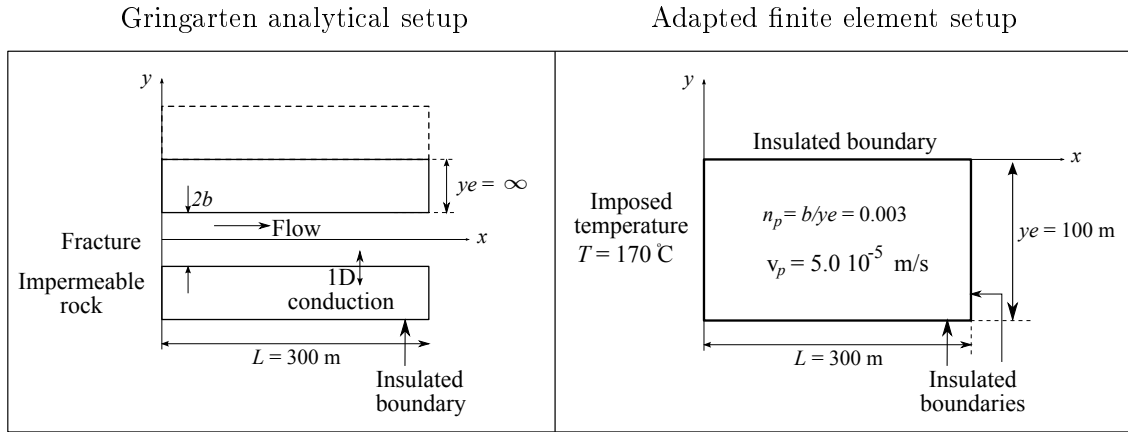 Gringarten analytical setup
Adapted finite element setup
y
ye = ∞
2b
Flow
Fracture
x
Impermeable
rock
1D
conduction
L = 300 m
Insulated
boundary
y
Insulated boundary
x
Imposed
temperature
T = 170 °C
n_p = b/ye = 0.003
v_p = 5.0 10^-5 m/s
ye = 100 m
L = 300 m
Insulated
boundaries